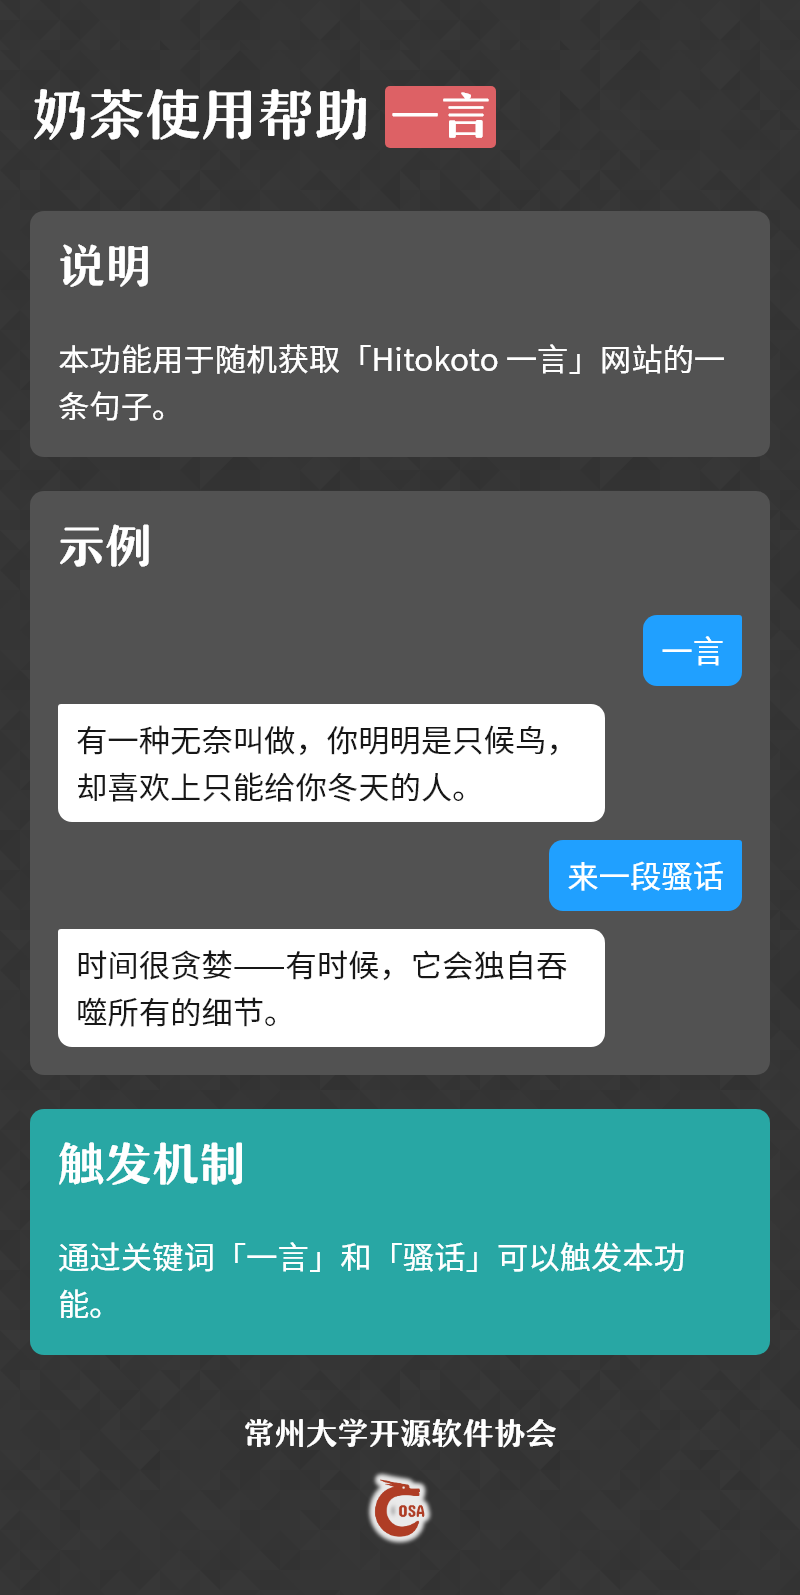 奶茶使用帮助 一言
说明
本功能用于随机获取「Hitokoto 一言」网站的一
条句子。
示例
一言
有一种无奈叫做，你明明是只候鸟，
却喜欢上只能给你冬天的人。
来一段骚话
时间很贪婪——有时候，它会独自吞
噬所有的细节。
触发机制
通过关键词「一言」和「骚话」可以触发本功
能。
常州大学开源软件协会
OSA